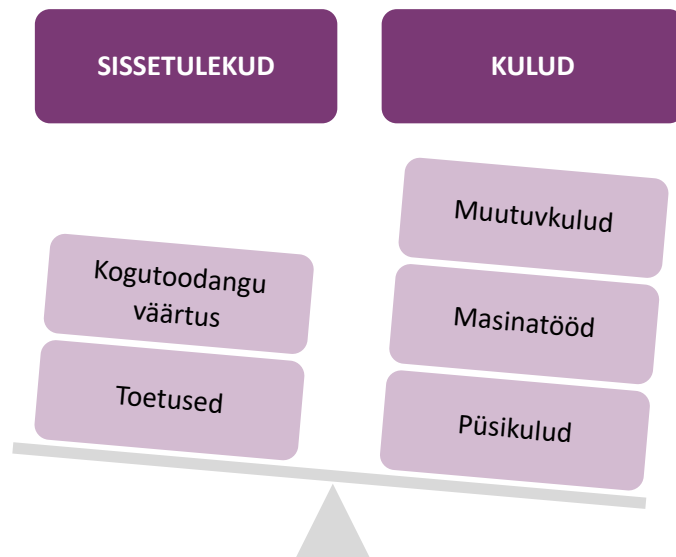 SISSETULEKUD
KULUD
Kogutoodangu
väärtus
Toetused
Muutuvkulud
Masinatööd
Püsikulud